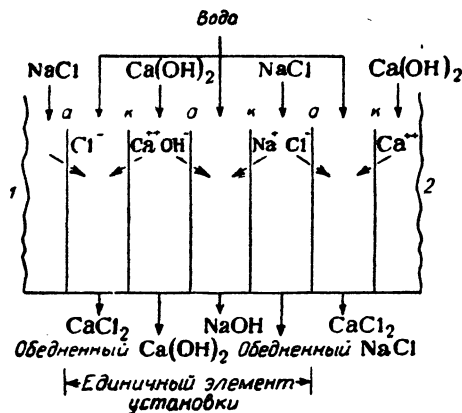 Вода
NaCl Ca(OH)₂ NaCl Ca(OH)₂
а к а к а к
Cl⁻ Ca⁺⁺ OH⁻ Na⁺ Cl⁻ Ca⁺⁺
1 2
CaCl₂ NaOH CaCl₂
Обедненный Ca(OH)₂ Обедненный NaCl
Единичный элемент
установки